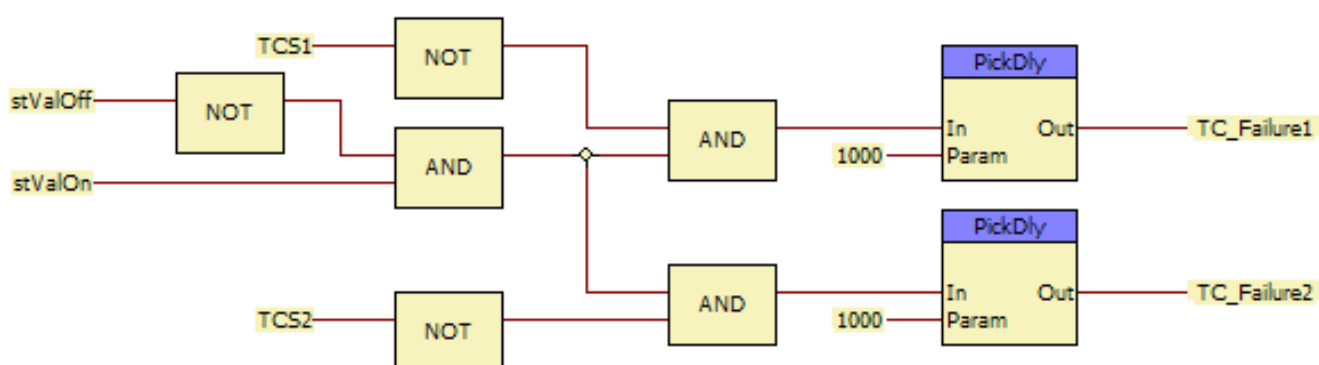 TCS1
NOT
PickDly
stValOff
NOT
AND
In
Out
TC_Failure1
AND
1000
Param
stValOn
PickDly
TCS2
NOT
AND
In
Out
TC_Failure2
1000
Param